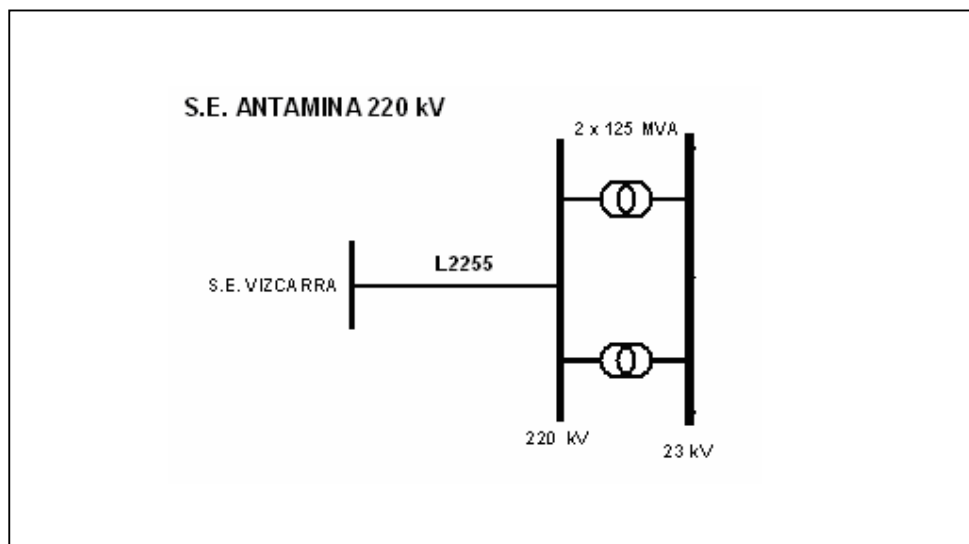 S.E. ANTAMINA 220 kV
2 x 125 MVA
L2255
S.E. VIZCARRA
220 kV
23 kV